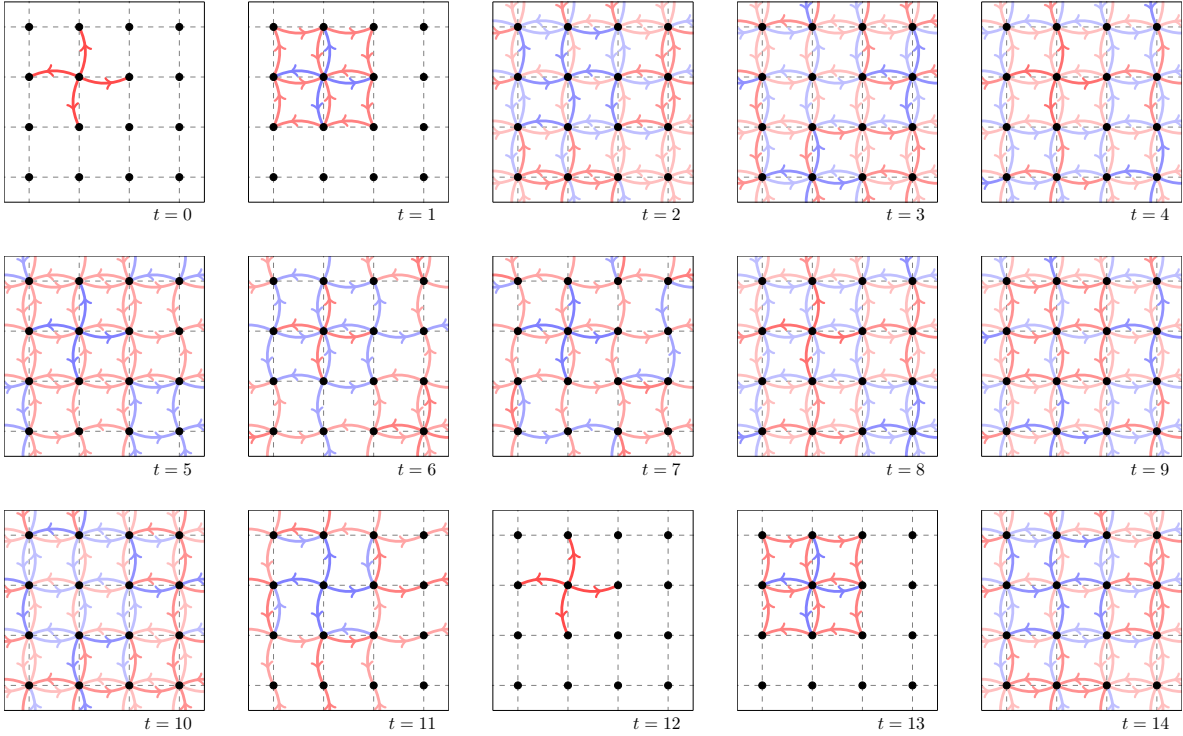 t = 0
t = 1
t = 2
t = 3
t = 4
t = 5
t = 6
t = 7
t = 8
t = 9
t = 10
t = 11
t = 12
t = 13
t = 14